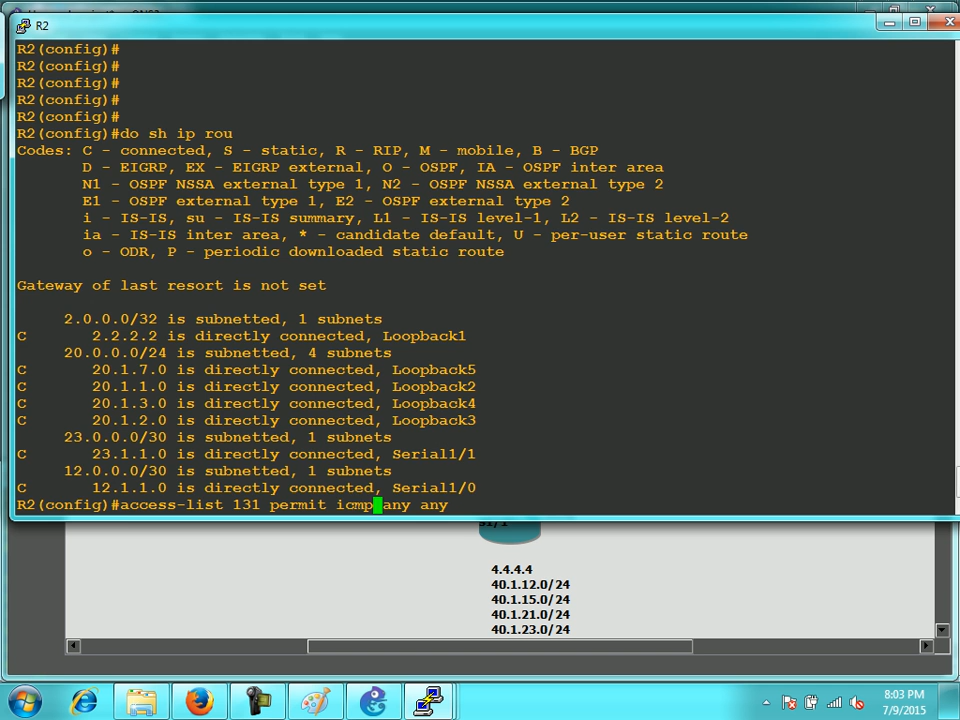 R2
R2(config)#
R2(config)#
R2(config)#
R2(config)#
R2(config)#
R2(config)#do sh ip rou
Codes: C - connected, S - static, R - RIP, M - mobile, B - BGP
D - EIGRP, EX - EIGRP external, O - OSPF, IA - OSPF inter area
N1 - OSPF NSSA external type 1, N2 - OSPF NSSA external type 2
E1 - OSPF external type 1, E2 - OSPF external type 2
i - IS-IS, su - IS-IS summary, L1 - IS-IS level-1, L2 - IS-IS level-2
ia - IS-IS inter area, * - candidate default, U - per-user static route
o - ODR, P - periodic downloaded static route
Gateway of last resort is not set
2.0.0.0/32 is subnetted, 1 subnets
C 2.2.2.2 is directly connected, Loopback1
20.0.0.0/24 is subnetted, 4 subnets
C 20.1.7.0 is directly connected, Loopback5
C 20.1.1.0 is directly connected, Loopback2
C 20.1.3.0 is directly connected, Loopback4
C 20.1.2.0 is directly connected, Loopback3
23.0.0.0/30 is subnetted, 1 subnets
C 23.1.1.0 is directly connected, Serial1/1
12.0.0.0/30 is subnetted, 1 subnets
C 12.1.1.0 is directly connected, Serial1/0
R2(config)#access-list 131 permit icmp any any
4.4.4.4
40.1.12.0/24
40.1.15.0/24
40.1.21.0/24
40.1.23.0/24
8:03 PM
7/9/2015